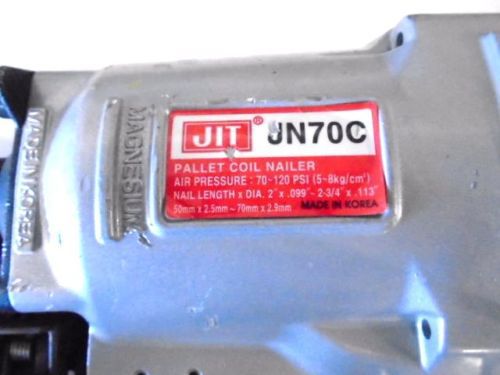 JIT® JN70C
PALLET COIL NAILER
AIR PRESSURE : 70~120 PSI (5~8kg/cm²)
NAIL LENGTH x DIA. 2" x .099"- 2-3/4" x .113"
50mm x 2.5mm~70mm x 2.9mm MADE IN KOREA
MADE IN KOREA
MAGNESIUM